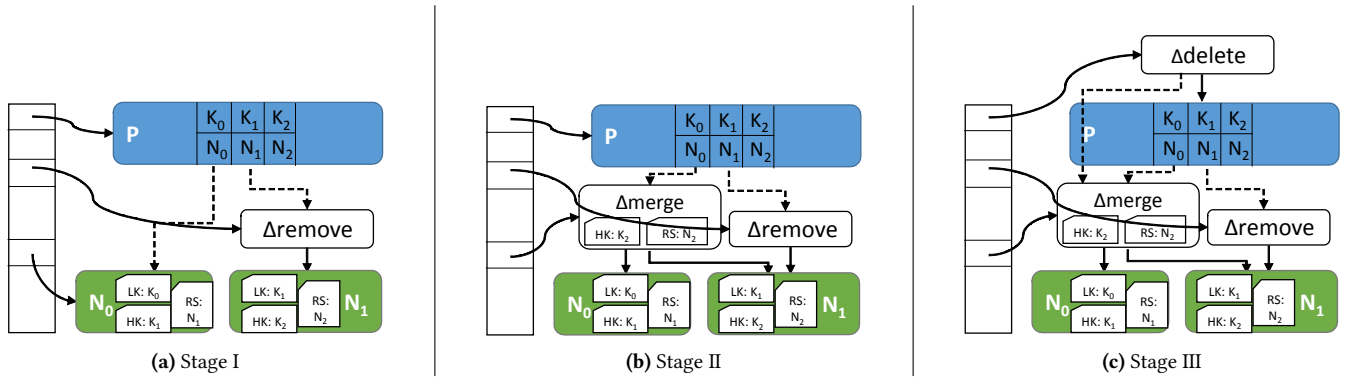 P
K₀ K₁ K₂
N₀ N₁ N₂
Δremove
N₀
LK: K₀
HK: K₁
RS: N₁
LK: K₁
HK: K₂
RS: N₂
N₁
(a) Stage I
P
K₀ K₁ K₂
N₀ N₁ N₂
Δmerge
HK: K₂
RS: N₂
Δremove
N₀
LK: K₀
HK: K₁
RS: N₁
LK: K₁
HK: K₂
RS: N₂
N₁
(b) Stage II
Δdelete
P
K₀ K₁ K₂
N₀ N₁ N₂
Δmerge
HK: K₂
RS: N₂
Δremove
N₀
LK: K₀
HK: K₁
RS: N₁
LK: K₁
HK: K₂
RS: N₂
N₁
(c) Stage III